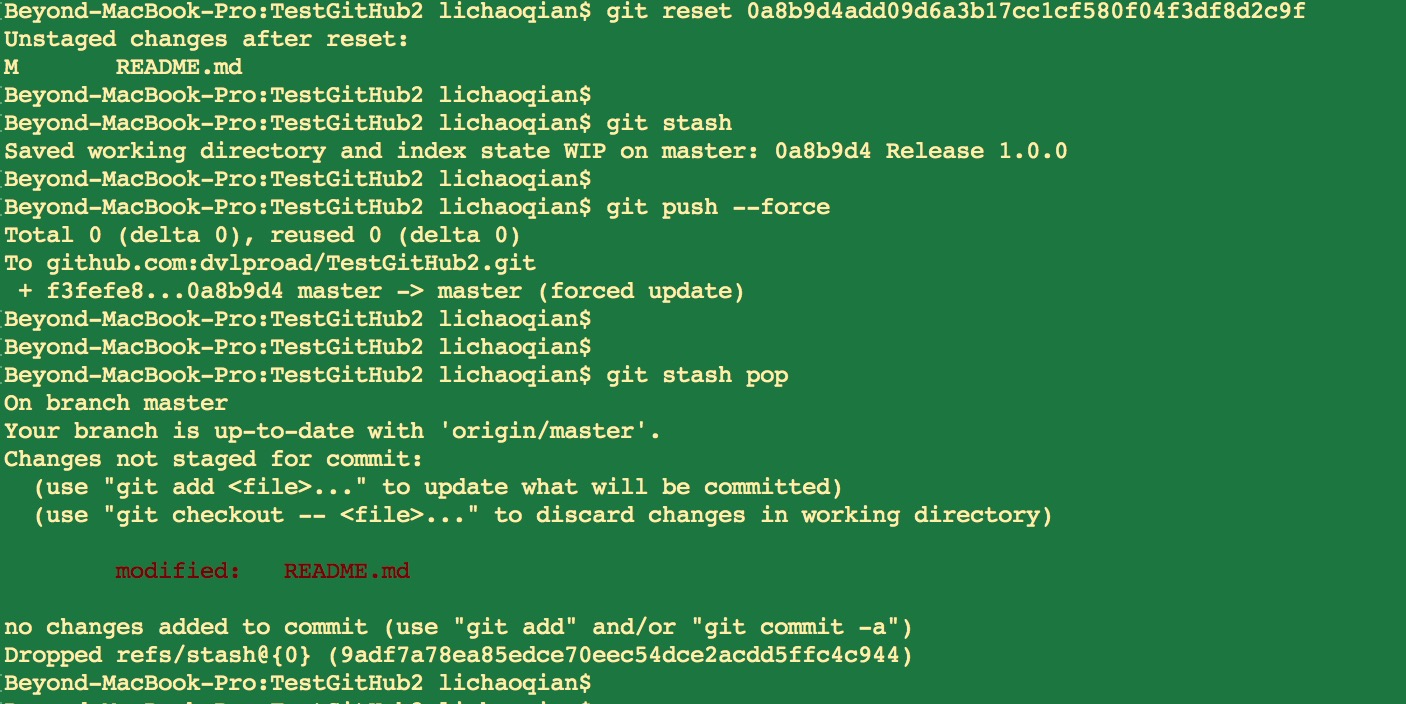 Beyond-MacBook-Pro:TestGitHub2 lichaoqian$ git reset 0a8b9d4add09d6a3b17cc1cf580f04f3df8d2c9f
Unstaged changes after reset:
M       README.md
Beyond-MacBook-Pro:TestGitHub2 lichaoqian$
Beyond-MacBook-Pro:TestGitHub2 lichaoqian$ git stash
Saved working directory and index state WIP on master: 0a8b9d4 Release 1.0.0
Beyond-MacBook-Pro:TestGitHub2 lichaoqian$
Beyond-MacBook-Pro:TestGitHub2 lichaoqian$ git push --force
Total 0 (delta 0), reused 0 (delta 0)
To github.com:dvlproad/TestGitHub2.git
 + f3fefe8...0a8b9d4 master -> master (forced update)
Beyond-MacBook-Pro:TestGitHub2 lichaoqian$
Beyond-MacBook-Pro:TestGitHub2 lichaoqian$
Beyond-MacBook-Pro:TestGitHub2 lichaoqian$ git stash pop
On branch master
Your branch is up-to-date with 'origin/master'.
Changes not staged for commit:
  (use "git add <file>..." to update what will be committed)
  (use "git checkout -- <file>..." to discard changes in working directory)
        modified:   README.md
no changes added to commit (use "git add" and/or "git commit -a")
Dropped refs/stash@{0} (9adf7a78ea85edce70eec54dce2acdd5ffc4c944)
Beyond-MacBook-Pro:TestGitHub2 lichaoqian$